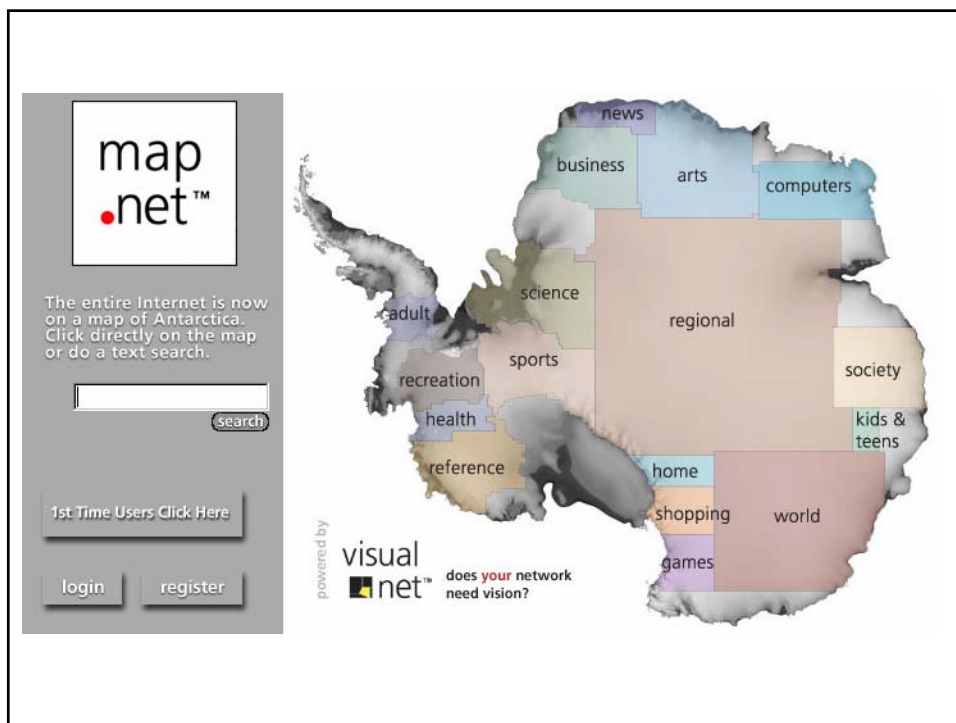 map
.net™
The entire Internet is now
on a map of Antarctica.
Click directly on the map
or do a text search.
search
1st Time Users Click Here
login
register
news
business
arts
computers
science
adult
regional
sports
recreation
society
health
kids &
teens
reference
home
shopping
world
games
powered by
visual
net™
does your network
need vision?